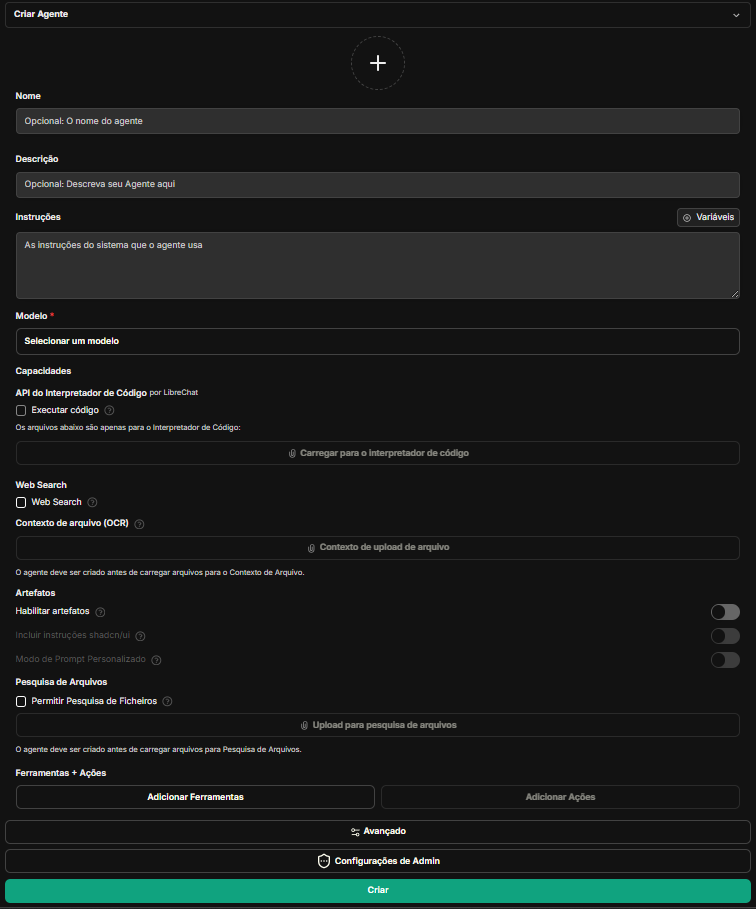 Criar Agente
Nome
Opcional: O nome do agente
Descrição
Opcional: Descreva seu Agente aqui
Instruções
Variáveis
As instruções do sistema que o agente usa
Modelo *
Selecionar um modelo
Capacidades
API do Interpretador de Código por LibreChat
Executar código
Os arquivos abaixo são apenas para o Interpretador de Código:
Carregar para o interpretador de código
Web Search
Web Search
Contexto de arquivo (OCR)
Contexto de upload de arquivo
O agente deve ser criado antes de carregar arquivos para o Contexto de Arquivo.
Artefatos
Habilitar artefatos
Incluir instruções shadcn/ui
Modo de Prompt Personalizado
Pesquisa de Arquivos
Permitir Pesquisa de Ficheiros
Upload para pesquisa de arquivos
O agente deve ser criado antes de carregar arquivos para Pesquisa de Arquivos.
Ferramentas + Ações
Adicionar Ferramentas
Adicionar Ações
Avançado
Configurações de Admin
Criar